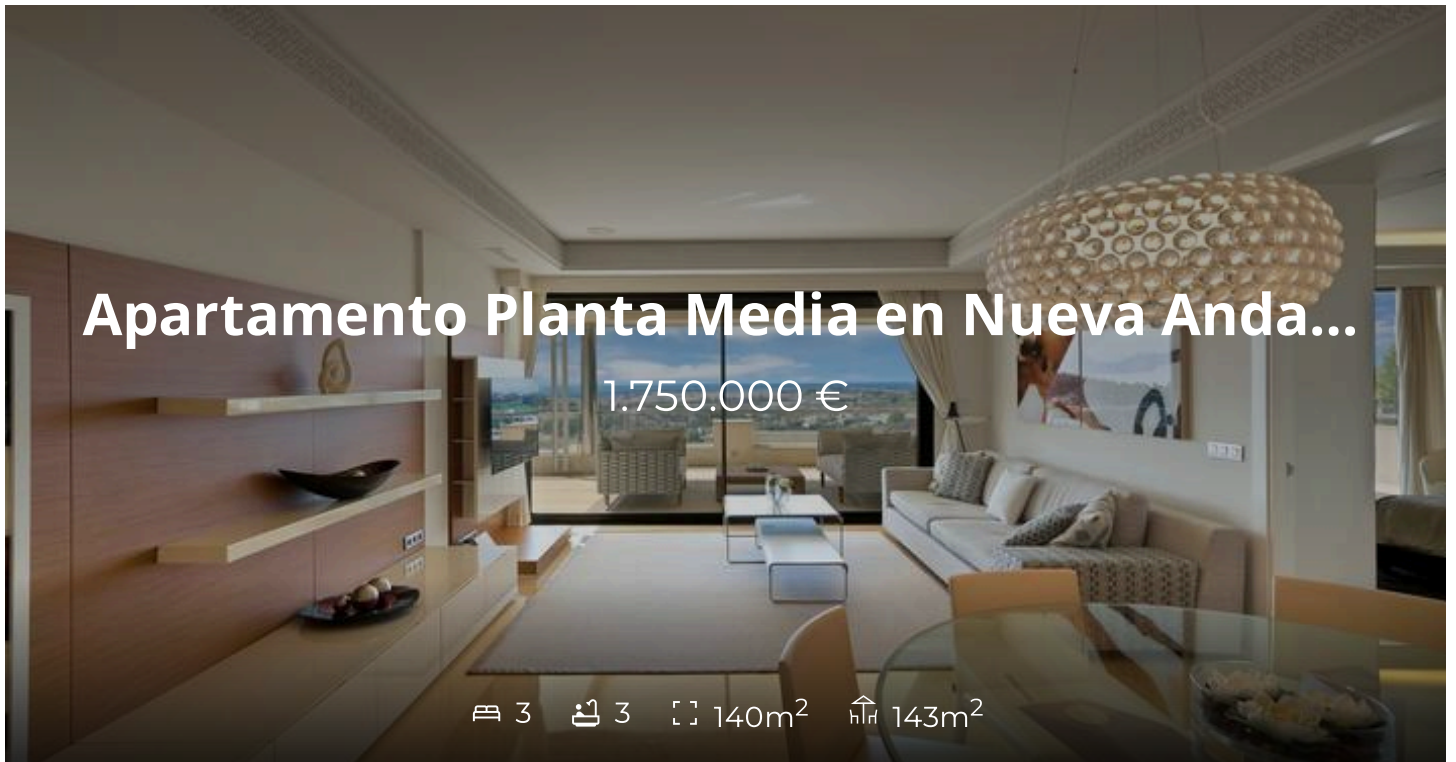 Apartamento Planta Media en Nueva Anda...
1.750.000 €
3 3 140m² 143m²